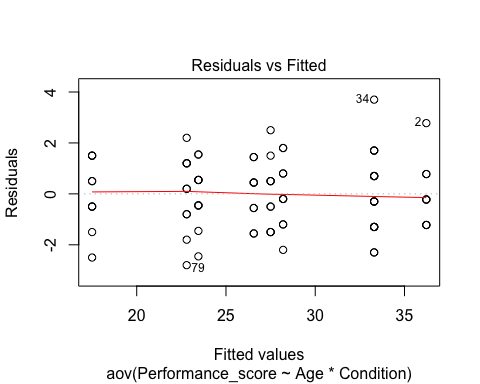 Residuals vs Fitted
4
2
0
-2
Residuals
34
2
79
20
25
30
35
Fitted values
aov(Performance_score ~ Age * Condition)